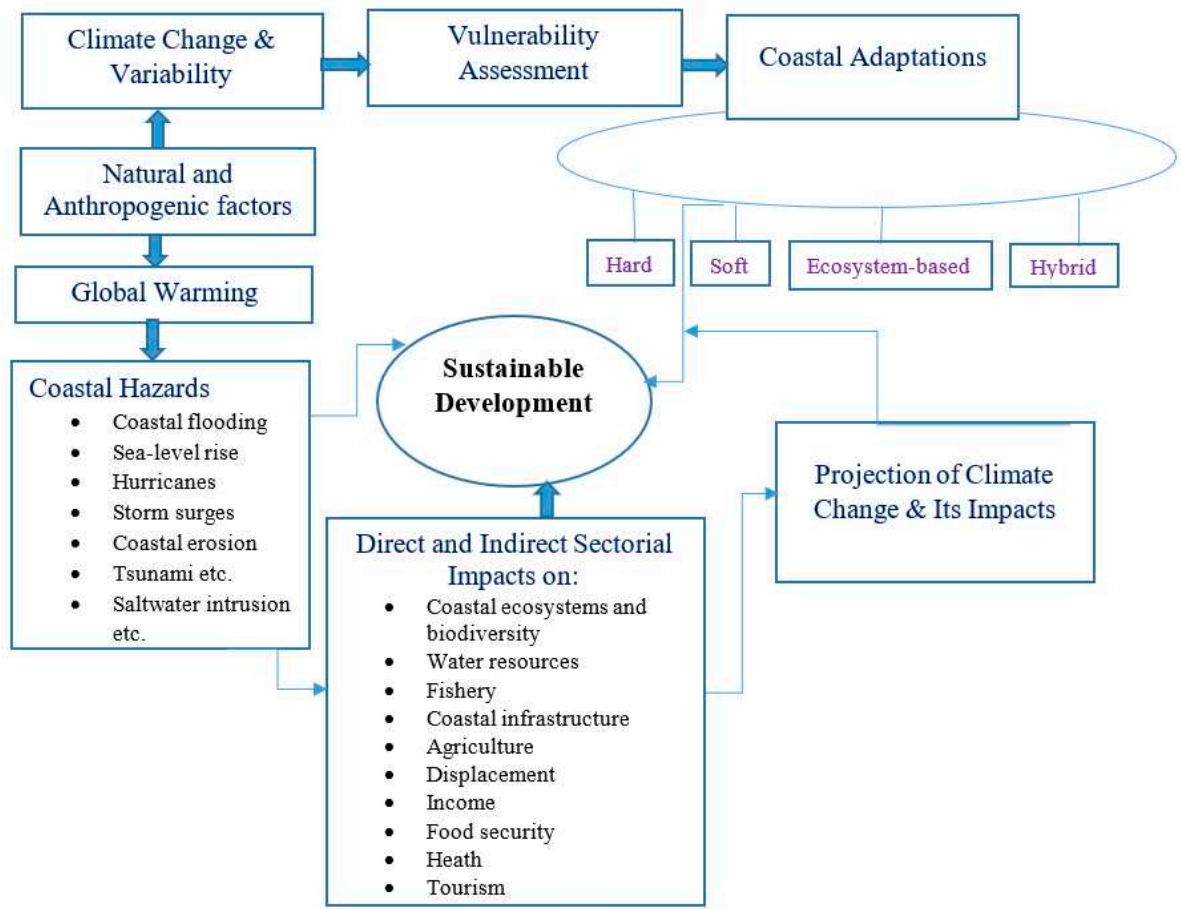 Climate Change &
Variability
Vulnerability
Assessment
Coastal Adaptations
Natural and
Anthropogenic factors
Global Warming
Hard
Soft
Ecosystem-based
Hybrid
Coastal Hazards
• Coastal flooding
• Sea-level rise
• Hurricanes
• Storm surges
• Coastal erosion
• Tsunami etc.
• Saltwater intrusion
etc.
Sustainable
Development
Projection of Climate
Change & Its Impacts
Direct and Indirect Sectorial
Impacts on:
• Coastal ecosystems and
biodiversity
• Water resources
• Fishery
• Coastal infrastructure
• Agriculture
• Displacement
• Income
• Food security
• Heath
• Tourism